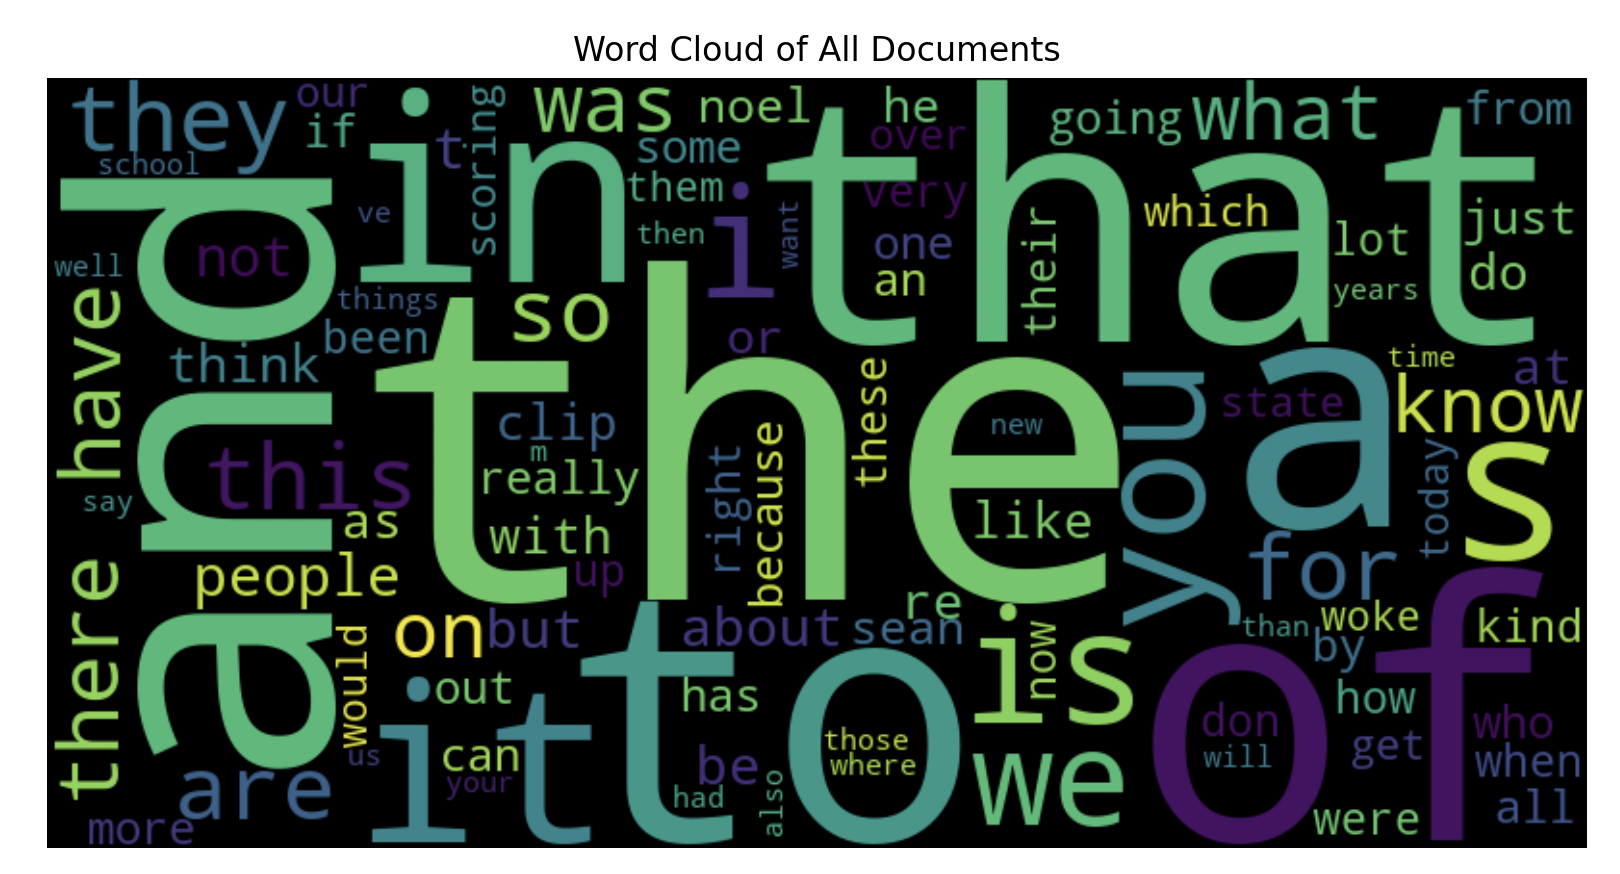 Word Cloud of All Documents
they our if in scoring was noel he going what from
school t some over
them i very that which just
ve then want one their lot
not an years do
well and things so or
have think been the these time at
clip new you state a know
this m really right because today s
say as with like for
people up re
there would on but about sean is now than by woke kind
out to has we of how
are it can be those don who
us your where will get when
more had also were all